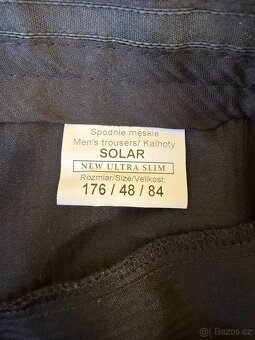 Spodnie męskie
Men's trousers/ Kalhoty
SOLAR
NEW ULTRA SLIM
Rozmiar/Size/Velikost:
176 / 48 / 84
Bazos.cz